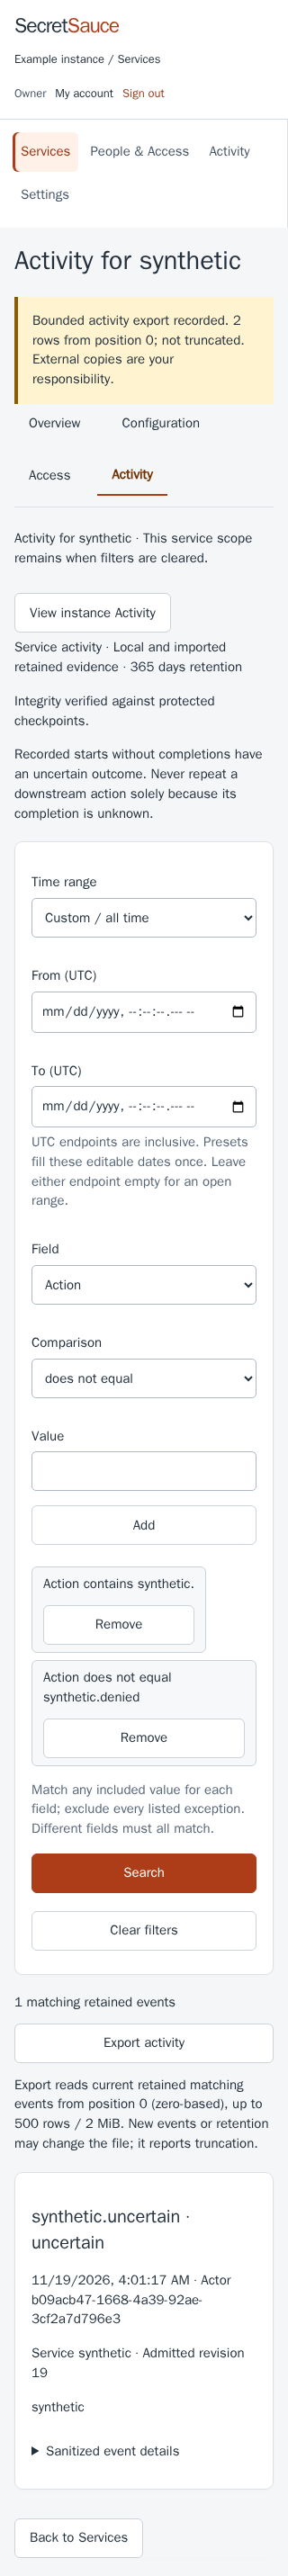 SecretSauce
Example instance / Services
Owner My account Sign out
Services People & Access Activity
Settings
Activity for synthetic
Bounded activity export recorded. 2
rows from position 0; not truncated.
External copies are your
responsibility.
Overview Configuration
Access Activity
Activity for synthetic · This service scope
remains when filters are cleared.
View instance Activity
Service activity · Local and imported
retained evidence · 365 days retention
Integrity verified against protected
checkpoints.
Recorded starts without completions have
an uncertain outcome. Never repeat a
downstream action solely because its
completion is unknown.
Time range
Custom / all time
From (UTC)
mm/dd/yyyy, --:--:--.--- --
To (UTC)
mm/dd/yyyy, --:--:--.--- --
UTC endpoints are inclusive. Presets
fill these editable dates once. Leave
either endpoint empty for an open
range.
Field
Action
Comparison
does not equal
Value
Add
Action contains synthetic.
Remove
Action does not equal
synthetic.denied
Remove
Match any included value for each
field; exclude every listed exception.
Different fields must all match.
Search
Clear filters
1 matching retained events
Export activity
Export reads current retained matching
events from position 0 (zero-based), up to
500 rows / 2 MiB. New events or retention
may change the file; it reports truncation.
synthetic.uncertain ·
uncertain
11/19/2026, 4:01:17 AM · Actor
b09acb47-1668-4a39-92ae-
3cf2a7d796e3
Service synthetic · Admitted revision
19
synthetic
Sanitized event details
Back to Services